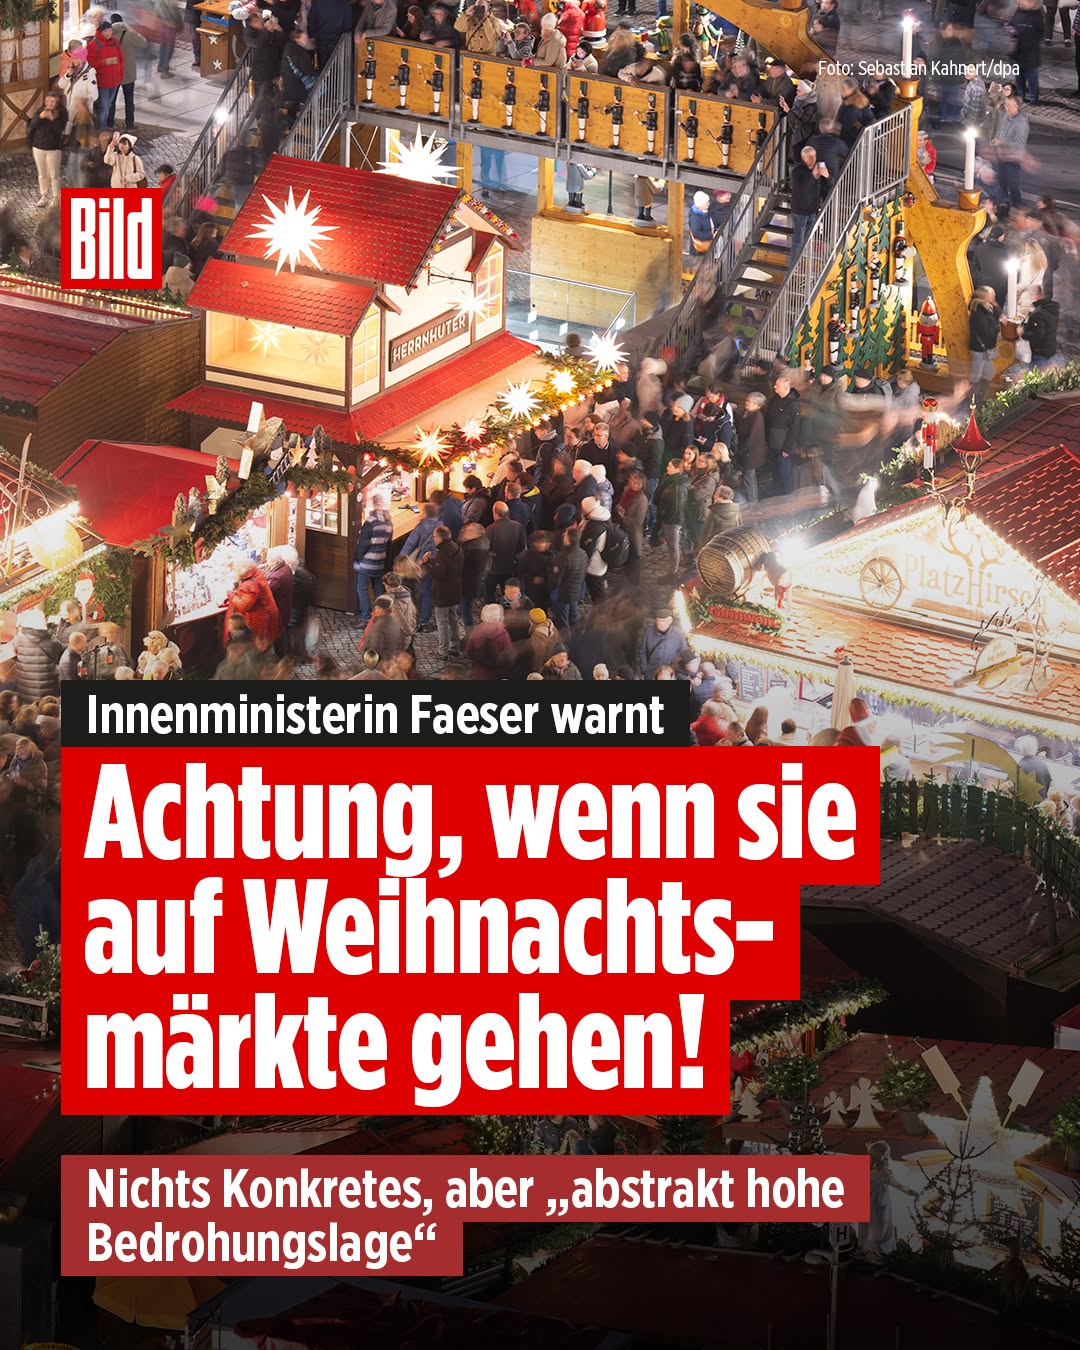 Foto: Sebastian Kahnert/dpa
Bild
HERRNHUTER
PlatzHirsch
Innenministerin Faeser warnt
Achtung, wenn sie
auf Weihnachts-
märkte gehen!
Nichts Konkretes, aber „abstrakt hohe
Bedrohungslage“